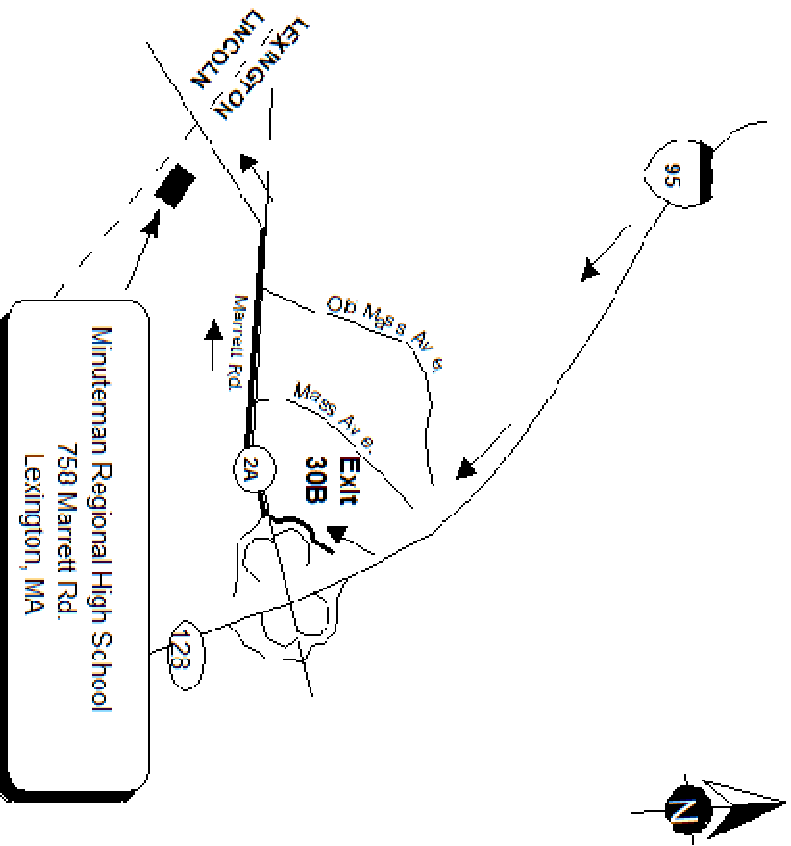 95
N
Old Mass Ave.
Mass Ave.
Exit
30B
LEXINGTON
LINCOLN
Marrett Rd.
2A
128
Minuteman Regional High School
758 Marrett Rd.
Lexington, MA